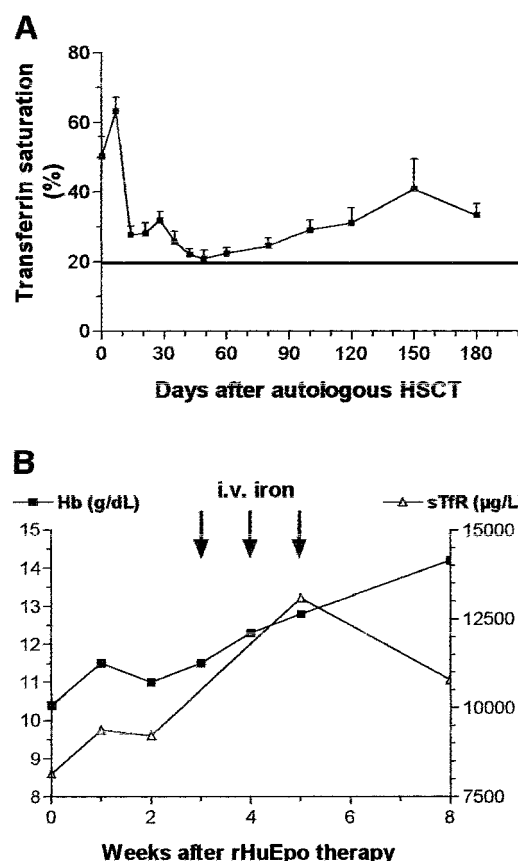 A
80
60
40
20
0
Transferrin saturation
(%)
0 30 60 90 120 150 180
Days after autologous HSCT
B
Hb (g/dL) i.v. iron sTfR (µg/L
15 15000
14
13 12500
12
11 10000
10
9
8 7500
0 2 4 6 8
Weeks after rHuEpo therapy